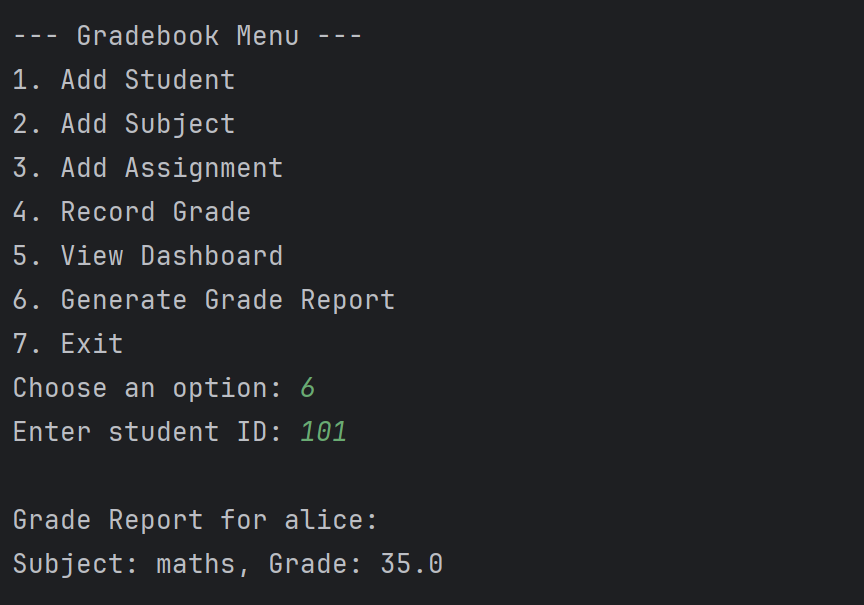 --- Gradebook Menu ---
1. Add Student
2. Add Subject
3. Add Assignment
4. Record Grade
5. View Dashboard
6. Generate Grade Report
7. Exit
Choose an option: 6
Enter student ID: 101
Grade Report for alice:
Subject: maths, Grade: 35.0